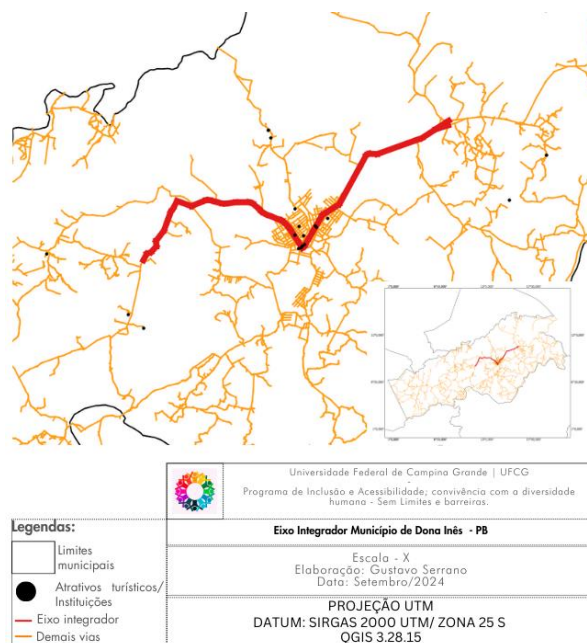 Universidade Federal de Campina Grande | UFCG
-
Programa de Inclusão e Acessibilidade; convivência com a diversidade
humana - Sem Limites e barreiras.
Eixo Integrador Município de Dona Inês - PB
Escala - X
Elaboração: Gustavo Serrano
Data: Setembro/2024
PROJEÇÃO UTM
DATUM: SIRGAS 2000 UTM/ ZONA 25 S
QGIS 3.28.15
Legendas:
Limites
municipais
Atrativos turísticos/
Instituições
Eixo integrador
Demais vias